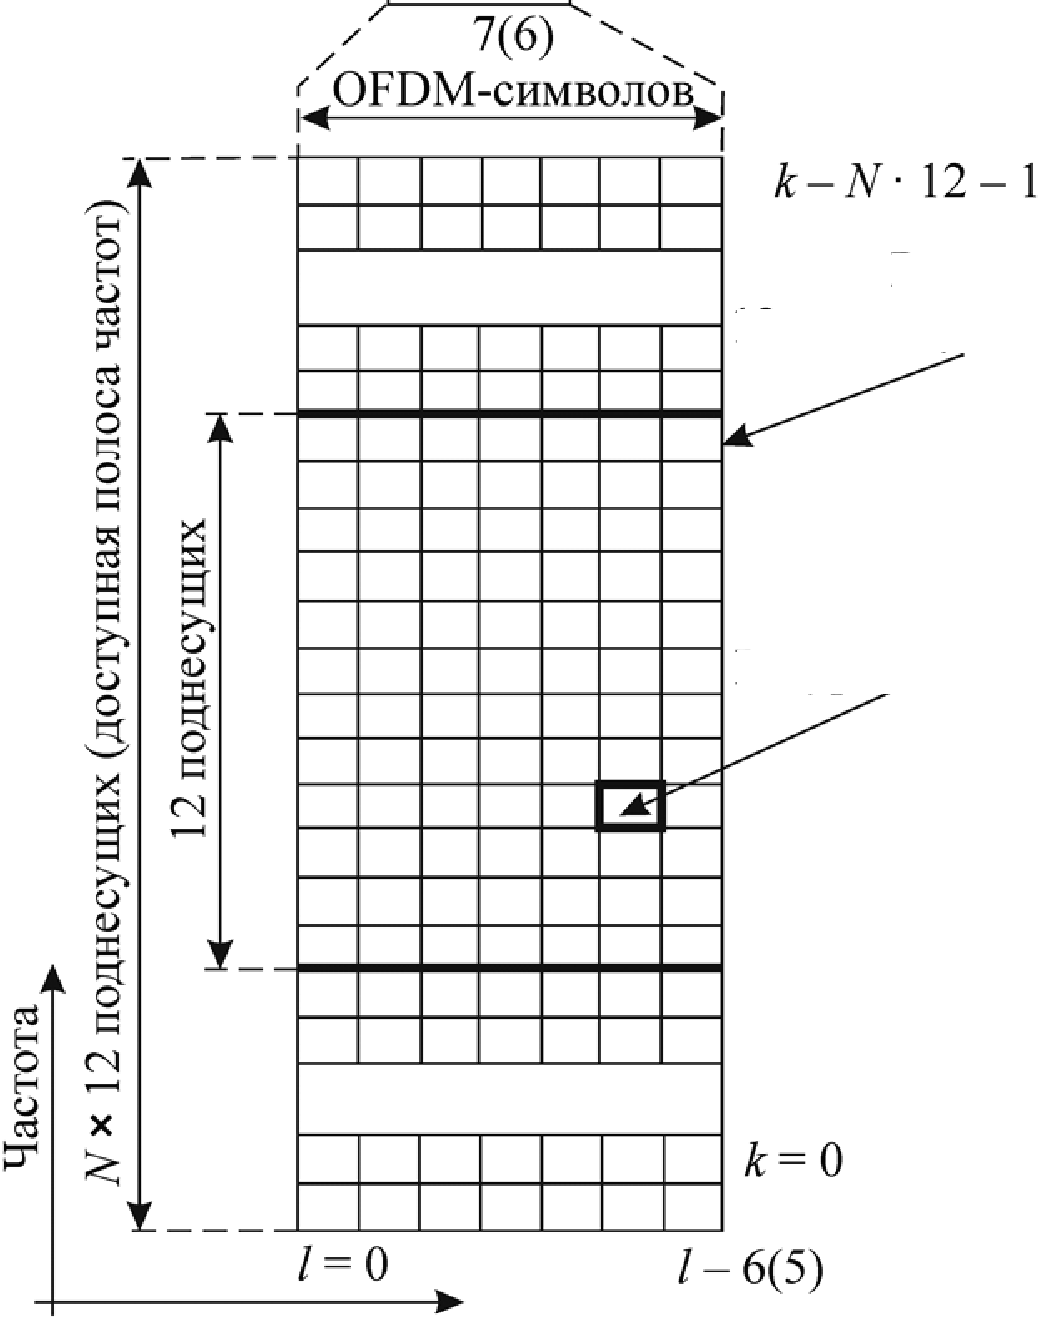 7(6)
OFDM-символов
k – N · 12 – 1
N × 12 поднесущих (доступная полоса частот)
12 поднесущих
Частота
k = 0
l = 0
l – 6(5)